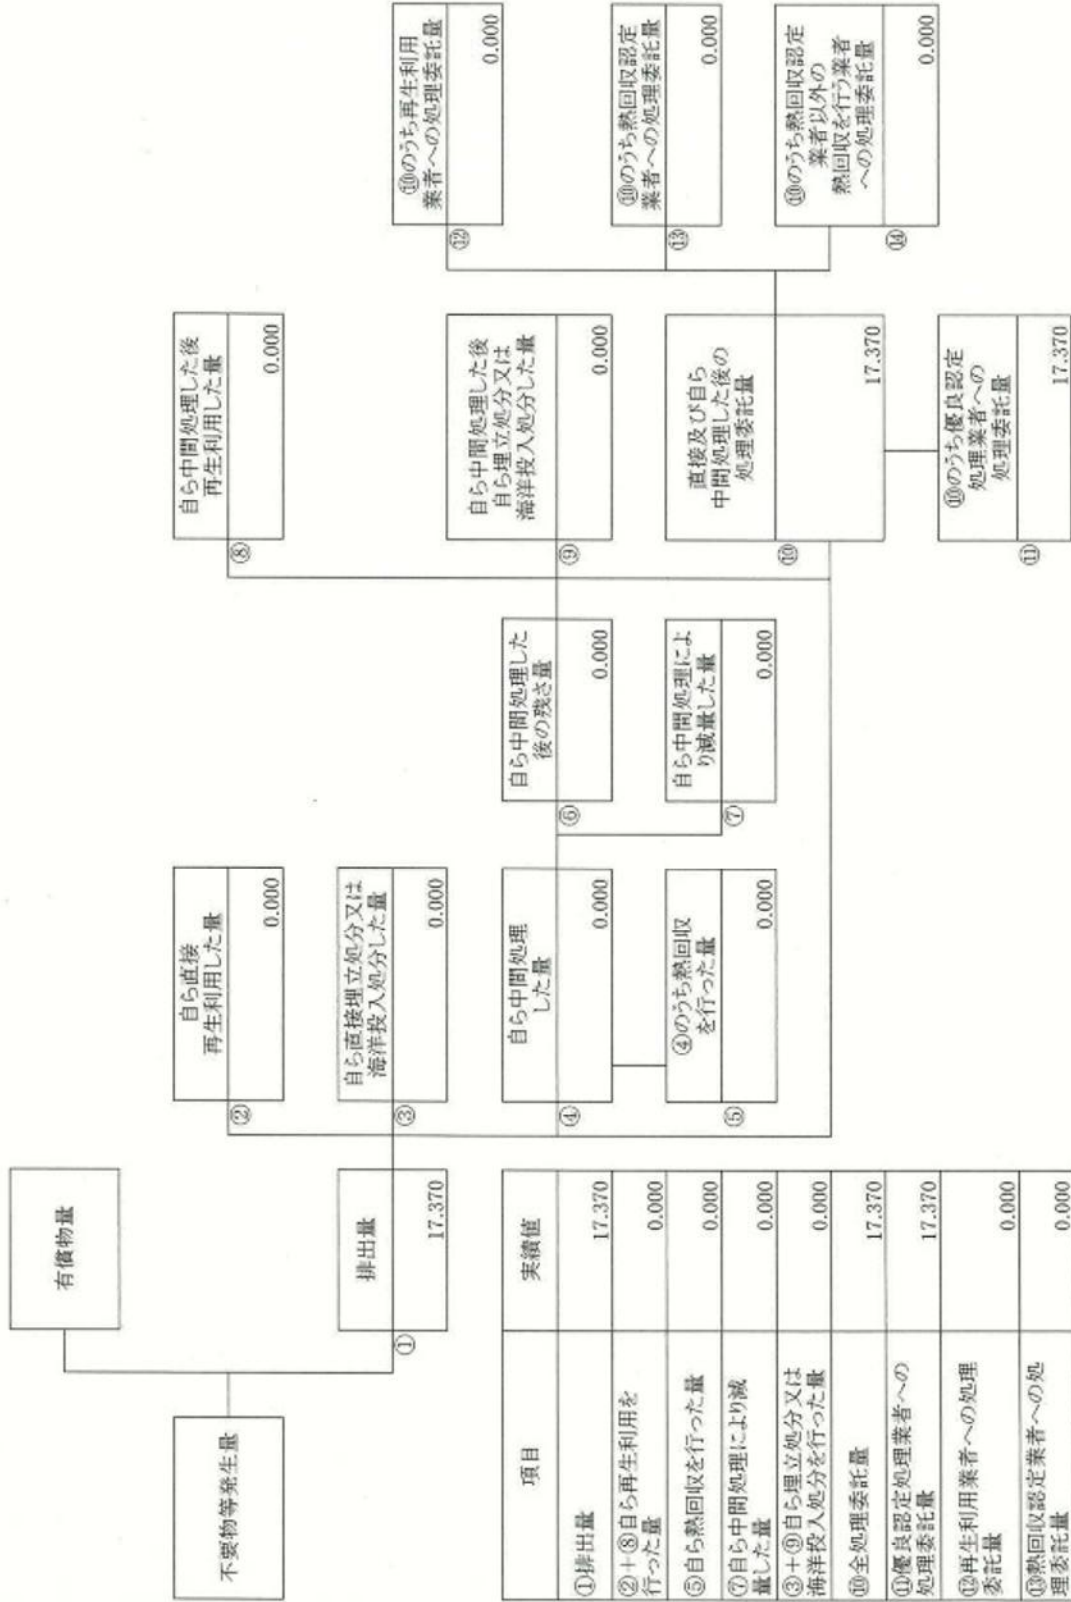 不要物等発生量
有償物量
排出量
①
17.370
自ら直接
再生利用した量
②
0.000
自ら直接埋立処分又は
海洋投入処分した量
③
0.000
自ら中間処理
した量
④
0.000
④のうち熱回収
を行った量
⑤
0.000
自ら中間処理した
後の残さ量
⑥
0.000
自ら中間処理によ
り減量した量
⑦
0.000
自ら中間処理した後
再生利用した量
⑧
0.000
自ら中間処理した後
自ら埋立処分又は
海洋投入処分した量
⑨
0.000
直接及び自ら
中間処理した後の
処理委託量
⑩
17.370
⑩のうち優良認定
処理業者への
処理委託量
⑪
17.370
⑩のうち再生利用
業者への処理委託量
⑫
0.000
⑩のうち熱回収認定
業者への処理委託量
⑬
0.000
⑩のうち熱回収認定
業者以外の
熱回収を行う業者
への処理委託量
⑭
0.000
項目 実績値
①排出量 17.370
②+⑧自ら再生利用を
行った量 0.000
⑤自ら熱回収を行った量 0.000
⑦自ら中間処理により減
量した量 0.000
③+⑨自ら埋立処分又は
海洋投入処分を行った量 0.000
⑩全処理委託量 17.370
⑪優良認定処理業者への
処理委託量 17.370
⑫再生利用業者への処理
委託量 0.000
⑬熱回収認定業者への処
理委託量 0.000